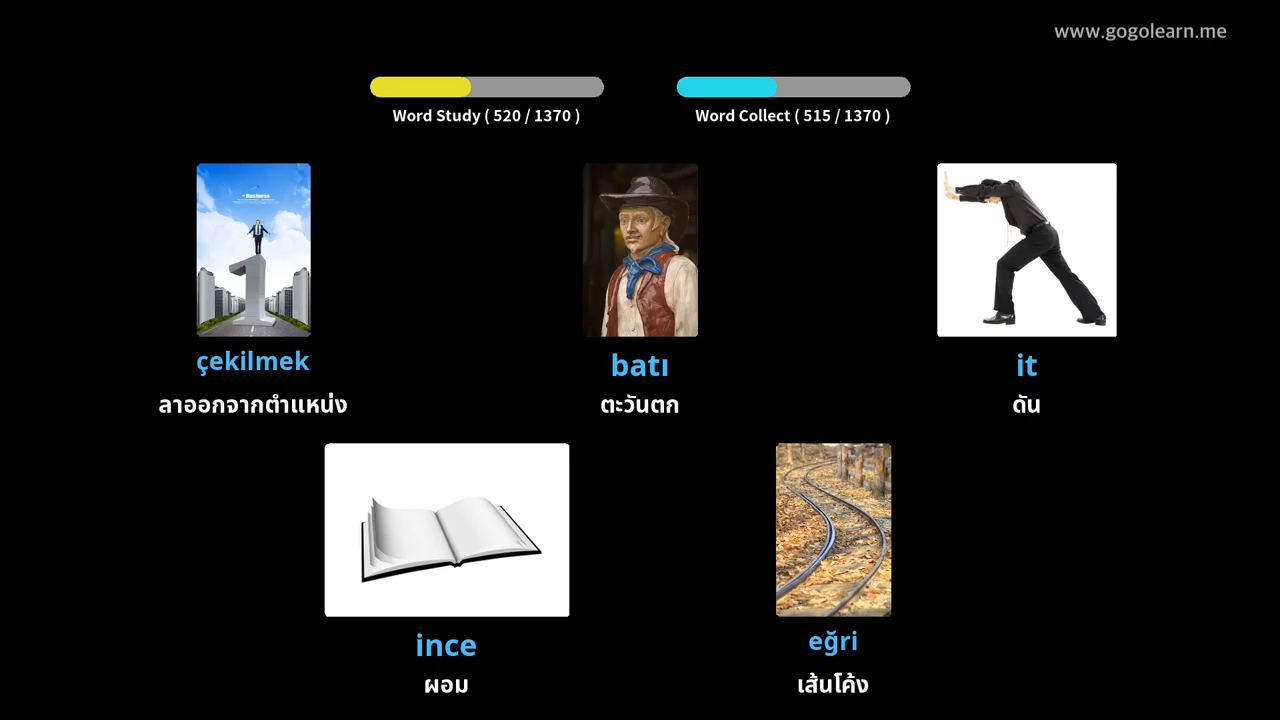 www.gogolearn.me
Word Study ( 520 / 1370 )
Word Collect ( 515 / 1370 )
Business
çekilmek
ลาออกจากตำแหน่ง
batı
ตะวันตก
it
ดัน
ince
ผอม
eğri
เส้นโค้ง